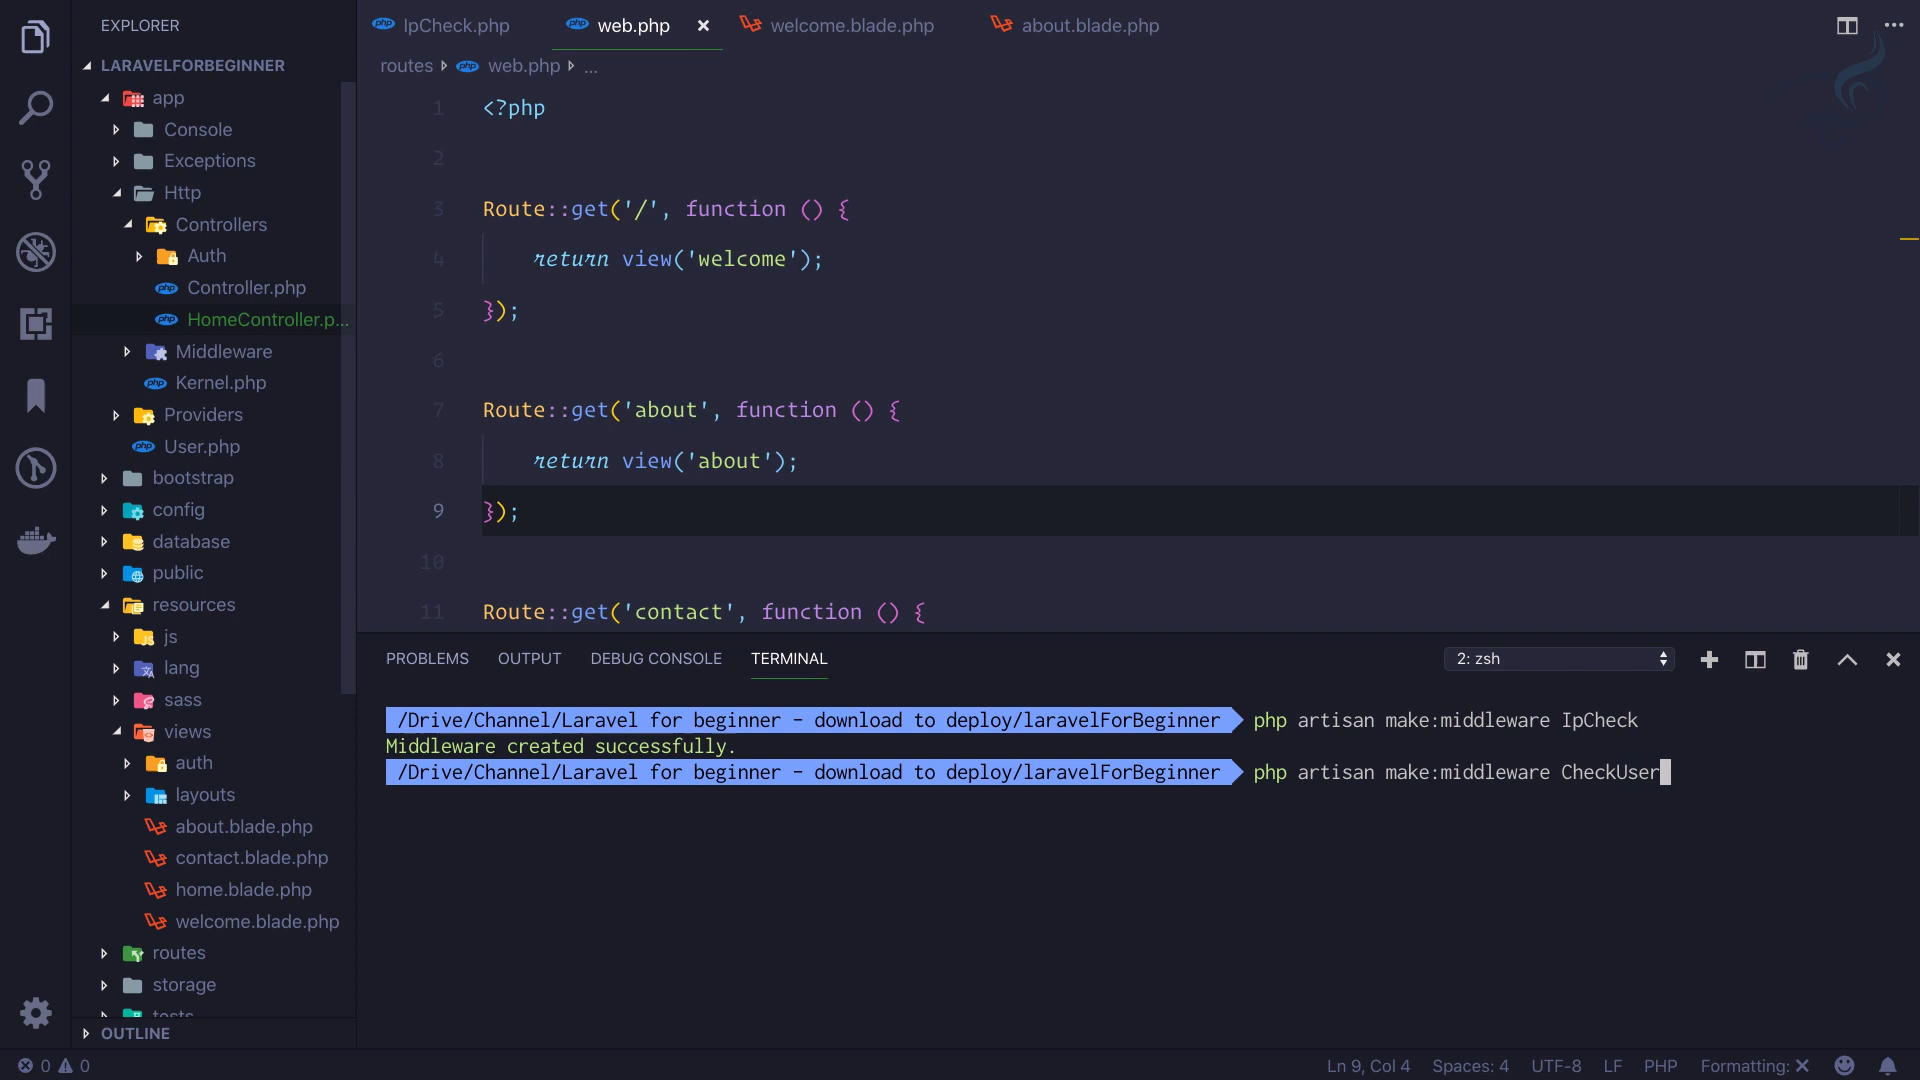 EXPLORER
LARAVELFORBEGINNER
app
Console
Exceptions
Http
Controllers
Auth
Controller.php
HomeController.p...
Middleware
Kernel.php
Providers
User.php
bootstrap
config
database
public
resources
js
lang
sass
views
auth
layouts
about.blade.php
contact.blade.php
home.blade.php
welcome.blade.php
routes
storage
tests
OUTLINE
IpCheck.php web.php welcome.blade.php about.blade.php
routes web.php ...
1 <?php
2
3 Route::get('/', function () {
4 return view('welcome');
5 });
6
7 Route::get('about', function () {
8 return view('about');
9 });
10
11 Route::get('contact', function () {
PROBLEMS OUTPUT DEBUG CONSOLE TERMINAL 2: zsh
/Drive/Channel/Laravel for beginner - download to deploy/laravelForBeginner php artisan make:middleware IpCheck
Middleware created successfully.
/Drive/Channel/Laravel for beginner - download to deploy/laravelForBeginner php artisan make:middleware CheckUser
0 0 Ln 9, Col 4 Spaces: 4 UTF-8 LF PHP Formatting: ✕